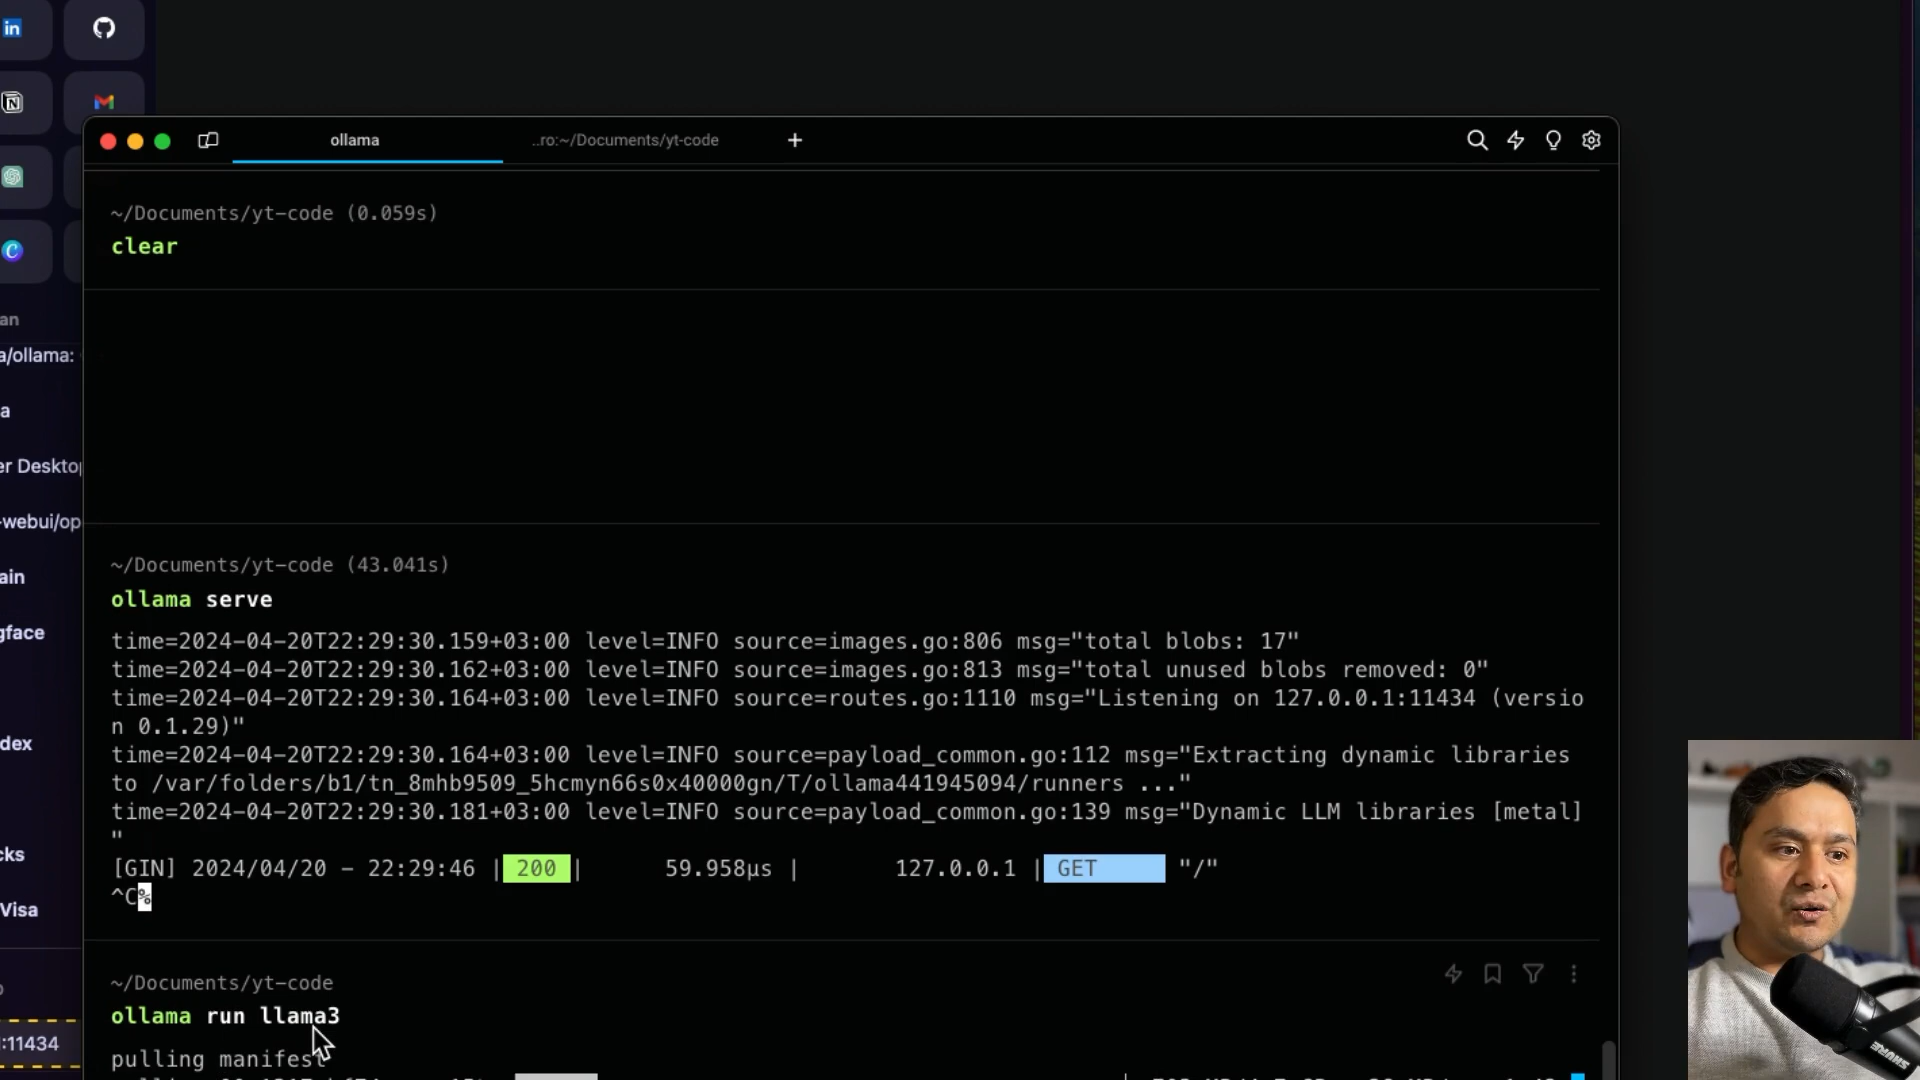 in
ollama
..ro:~/Documents/yt-code
~/Documents/yt-code (0.059s)
clear
an
a/ollama:
a
er Desktop
-webui/op
ain
gface
dex
cks
Visa
:11434
~/Documents/yt-code (43.041s)
ollama serve
time=2024-04-20T22:29:30.159+03:00 level=INFO source=images.go:806 msg="total blobs: 17"
time=2024-04-20T22:29:30.162+03:00 level=INFO source=images.go:813 msg="total unused blobs removed: 0"
time=2024-04-20T22:29:30.164+03:00 level=INFO source=routes.go:1110 msg="Listening on 127.0.0.1:11434 (versio
n 0.1.29)"
time=2024-04-20T22:29:30.164+03:00 level=INFO source=payload_common.go:112 msg="Extracting dynamic libraries
to /var/folders/b1/tn_8mhb9509_5hcmyn66s0x40000gn/T/ollama441945094/runners ..."
time=2024-04-20T22:29:30.181+03:00 level=INFO source=payload_common.go:139 msg="Dynamic LLM libraries [metal]
"
[GIN] 2024/04/20 - 22:29:46 | 200 | 59.958µs | 127.0.0.1 | GET "/"
^C%
~/Documents/yt-code
ollama run llama3
pulling manifest
SHURE